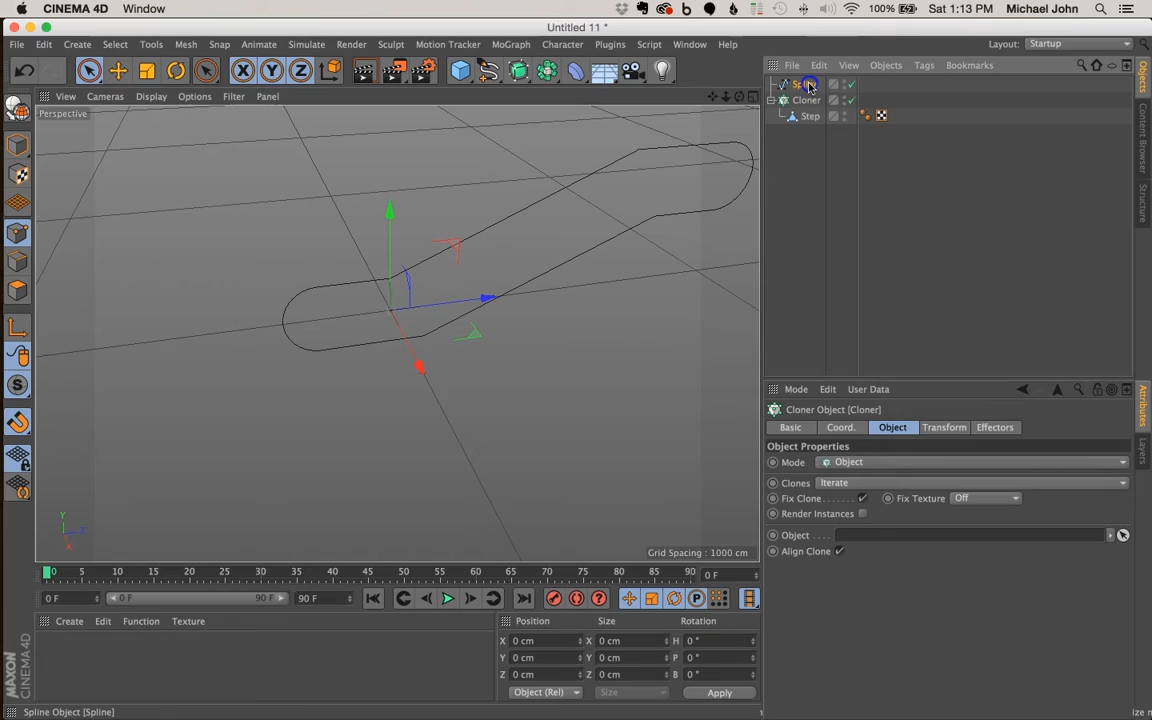 CINEMA 4D Window 100% Sat 1:13 PM Michael John
Untitled 11 *
File Edit Create Select Tools Mesh Snap Animate Simulate Render Sculpt Motion Tracker MoGraph Character Plugins Script Window Help Layout: Startup
X Y Z
File Edit View Objects Tags Bookmarks
View Cameras Display Options Filter Panel
Perspective
Cloner
Step
Objects
Content Browser
Structure
Mode Edit User Data
Cloner Object [Cloner]
Basic Coord. Object Transform Effectors
Object Properties
Mode Object
Clones Iterate
Fix Clone Fix Texture Off
Render Instances
Object
Align Clone
Attributes
Layers
Y Z X
Grid Spacing : 1000 cm
0 5 10 15 20 25 30 35 40 45 50 55 60 65 70 75 80 85 90 0 F
0 F 0 F 90 F 90 F
Create Edit Function Texture
Position Size Rotation
X 0 cm X 0 cm H 0 °
Y 0 cm Y 0 cm P 0 °
Z 0 cm Z 0 cm B 0 °
Object (Rel) Size Apply
MAXON CINEMA 4D
Spline Object [Spline]